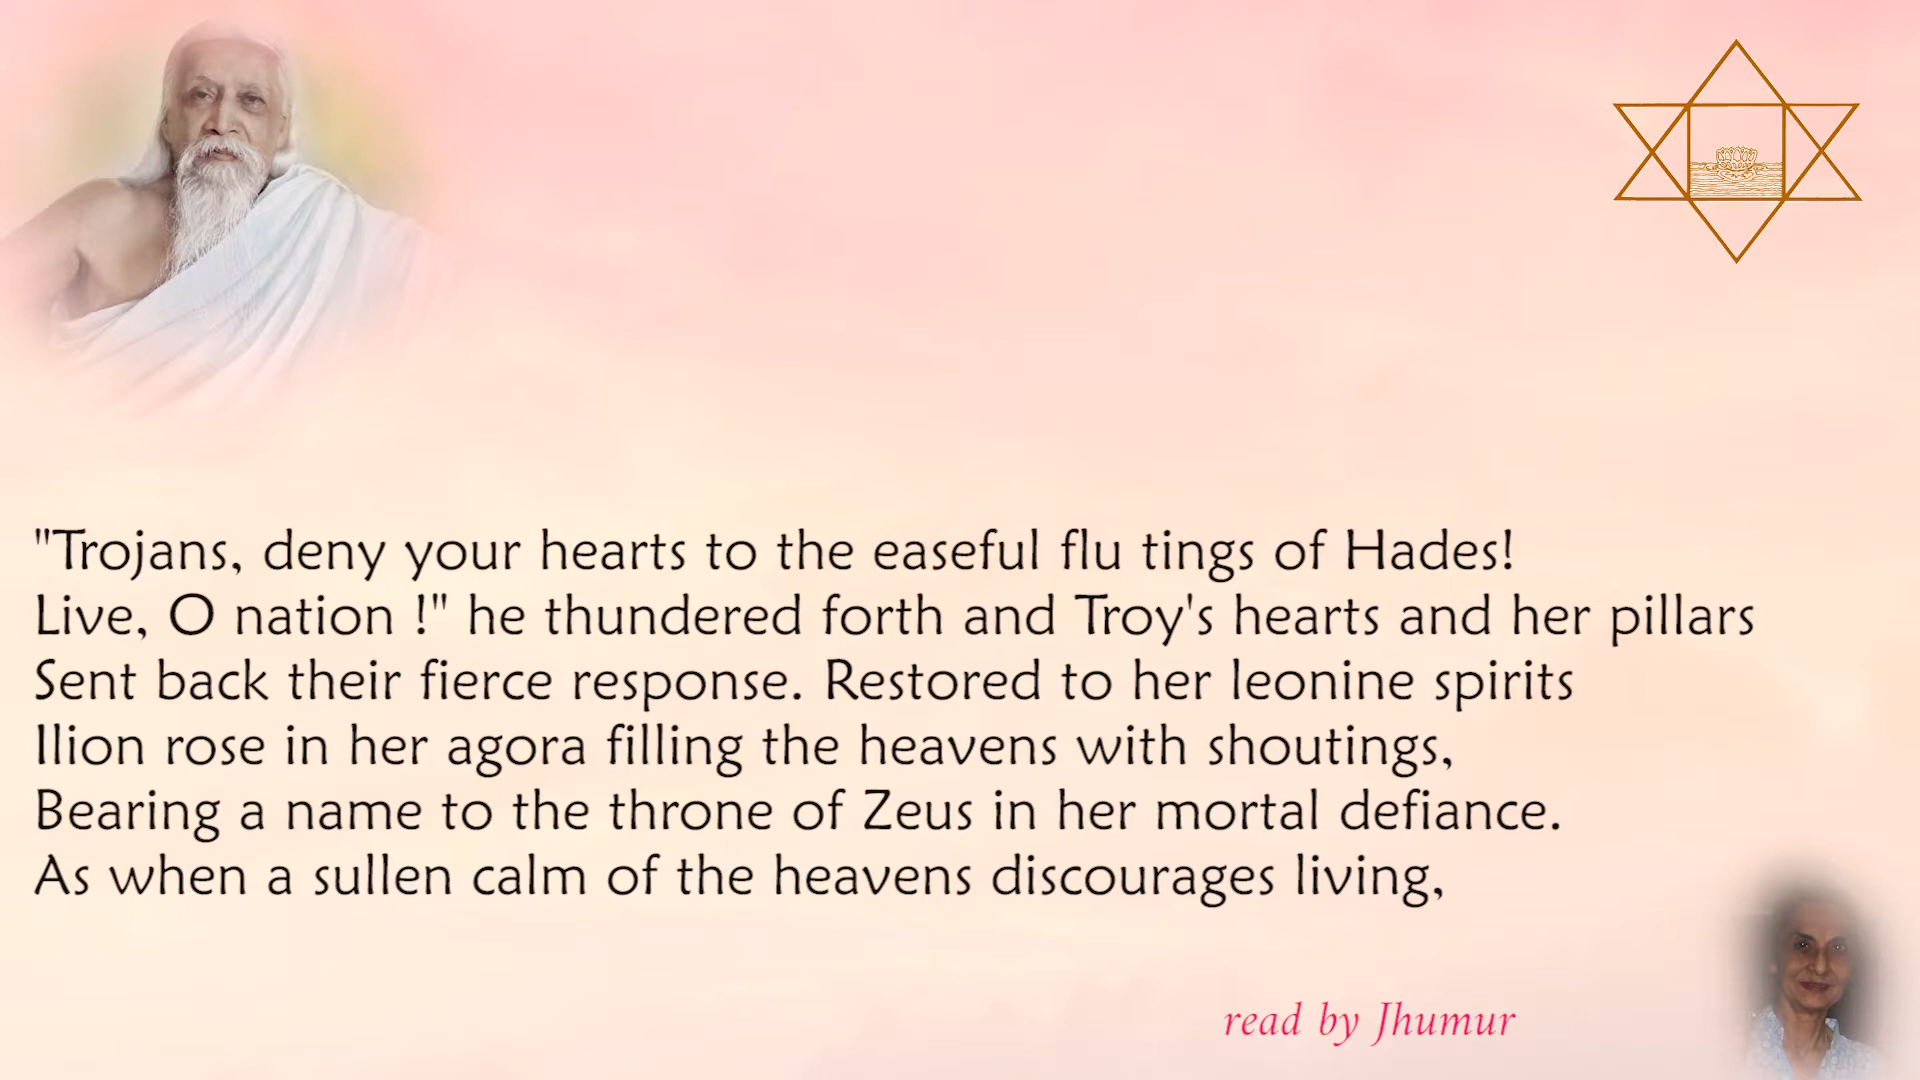 "Trojans, deny your hearts to the easeful flu tings of Hades!
Live, O nation !" he thundered forth and Troy's hearts and her pillars
Sent back their fierce response. Restored to her leonine spirits
Ilion rose in her agora filling the heavens with shoutings,
Bearing a name to the throne of Zeus in her mortal defiance.
As when a sullen calm of the heavens discourages living,
read by Jhumur